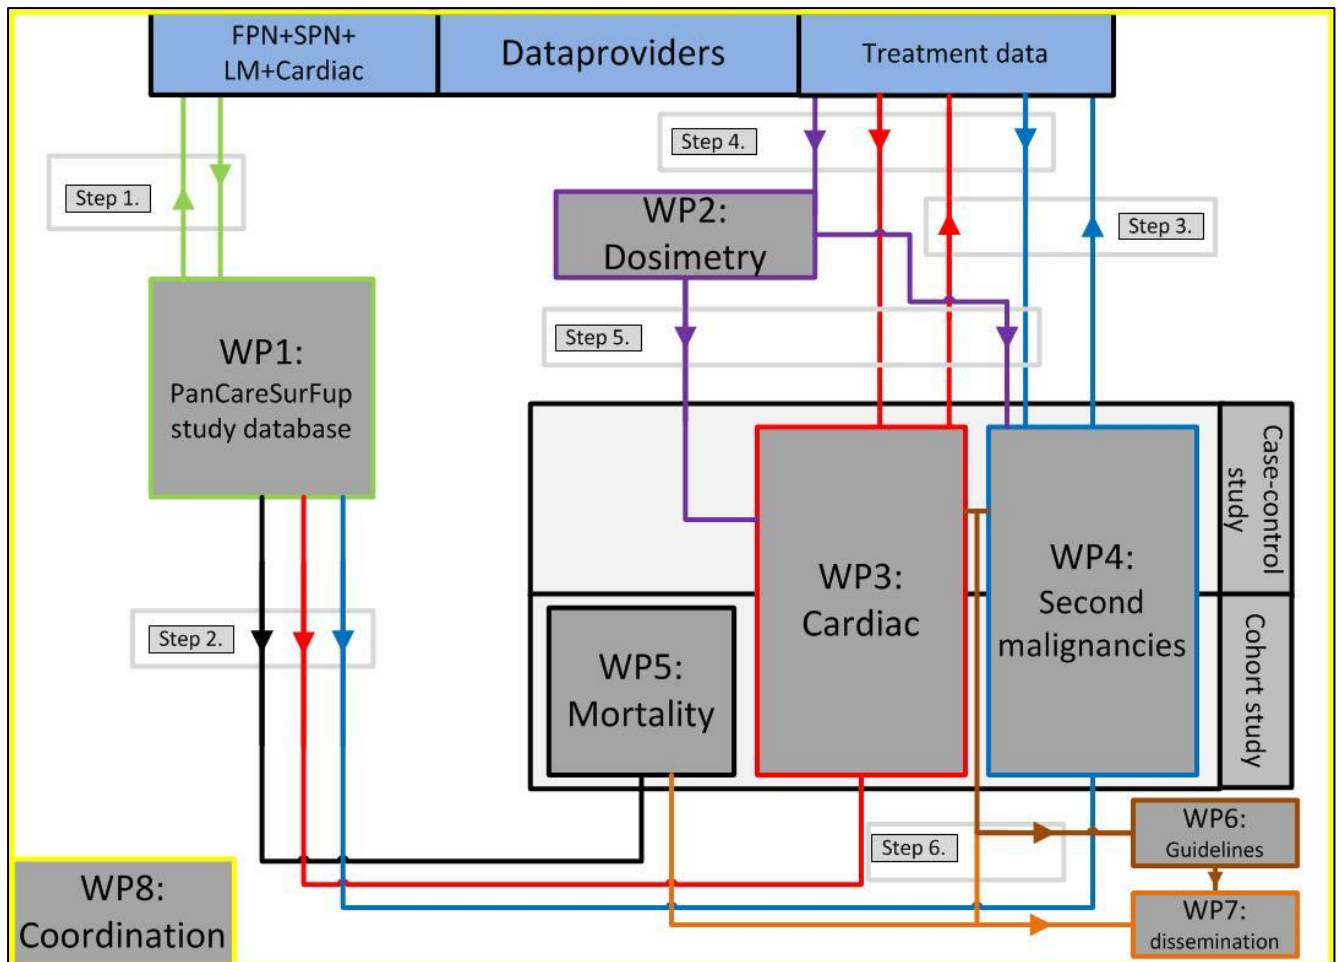 FPN+SPN+
LM+Cardiac
Dataproviders
Treatment data
Step 4.
Step 1.
WP2:
Dosimetry
Step 3.
Step 5.
WP1:
PanCareSurFup
study database
Case-control
study
WP3:
Cardiac
WP4:
Second
malignancies
Step 2.
WP5:
Mortality
Cohort study
Step 6.
WP6:
Guidelines
WP8:
Coordination
WP7:
dissemination